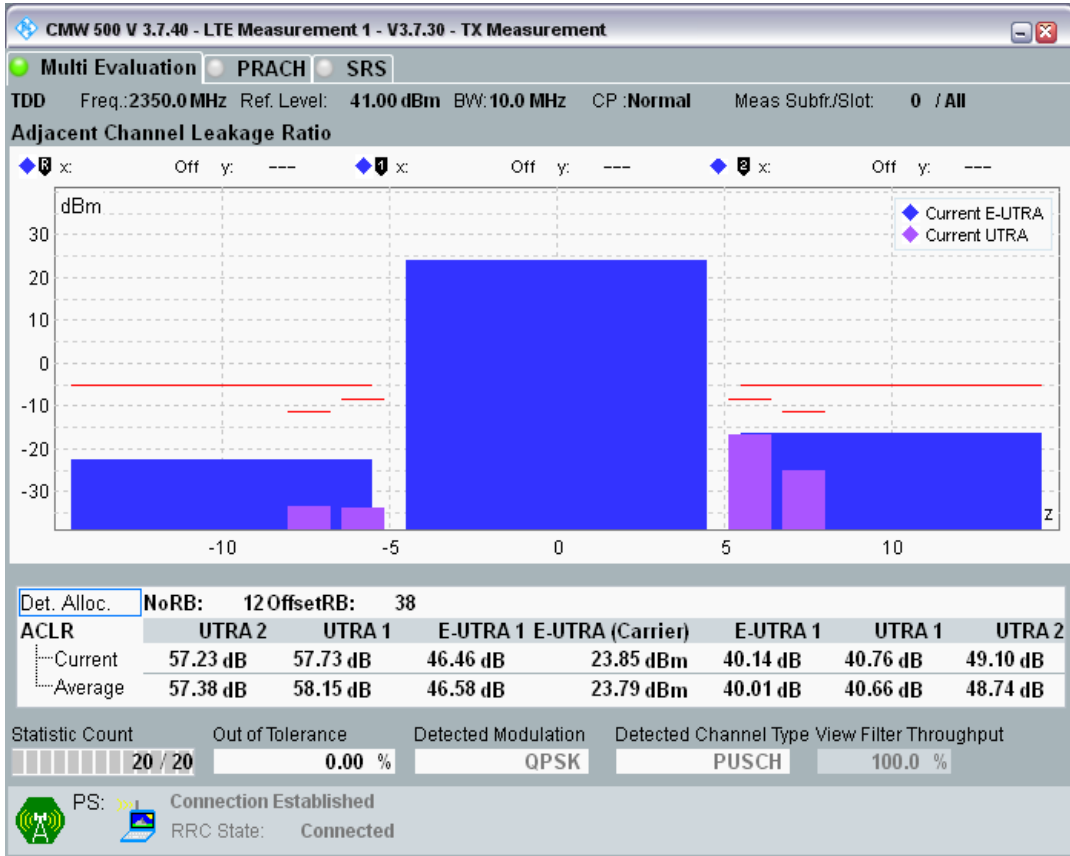 CMW 500 V 3.7.40 - LTE Measurement 1 - V3.7.30 - TX Measurement
Multi Evaluation PRACH SRS
TDD Freq.:2350.0 MHz Ref. Level: 41.00 dBm BW: 10.0 MHz CP :Normal Meas Subfr./Slot: 0 / All
Adjacent Channel Leakage Ratio
R x: Off y: --- 1 x: Off y: --- 2 x: Off y: ---
dBm
Current E-UTRA
Current UTRA
30
20
10
0
-10
-20
-30
z
-10 -5 0 5 10
Det. Alloc. NoRB: 12 OffsetRB: 38
ACLR UTRA 2 UTRA 1 E-UTRA 1 E-UTRA (Carrier) E-UTRA 1 UTRA 1 UTRA 2
Current 57.23 dB 57.73 dB 46.46 dB 23.85 dBm 40.14 dB 40.76 dB 49.10 dB
Average 57.38 dB 58.15 dB 46.58 dB 23.79 dBm 40.01 dB 40.66 dB 48.74 dB
Statistic Count Out of Tolerance Detected Modulation Detected Channel Type View Filter Throughput
20 / 20 0.00 % QPSK PUSCH 100.0 %
PS: Connection Established
RRC State: Connected